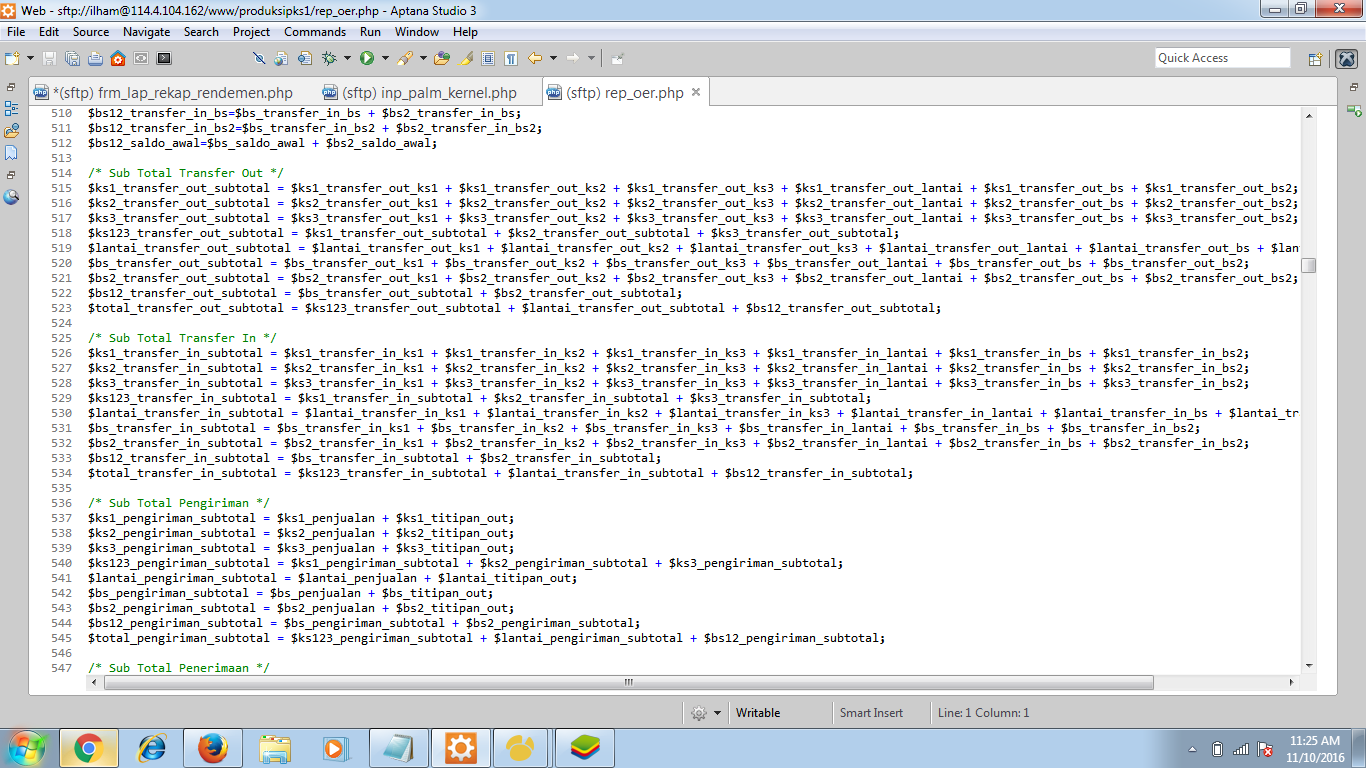 Web - sftp://ilham@114.4.104.162/www/produksipks1/rep_oer.php - Aptana Studio 3
File Edit Source Navigate Search Project Commands Run Window Help
Quick Access
*(sftp) frm_lap_rekap_rendemen.php (sftp) inp_palm_kernel.php (sftp) rep_oer.php
510 $bs12_transfer_in_bs=$bs_transfer_in_bs + $bs2_transfer_in_bs;
511 $bs12_transfer_in_bs2=$bs_transfer_in_bs2 + $bs2_transfer_in_bs2;
512 $bs12_saldo_awal=$bs_saldo_awal + $bs2_saldo_awal;
513
514 /* Sub Total Transfer Out */
515 $ks1_transfer_out_subtotal = $ks1_transfer_out_ks1 + $ks1_transfer_out_ks2 + $ks1_transfer_out_ks3 + $ks1_transfer_out_lantai + $ks1_transfer_out_bs + $ks1_transfer_out_bs2;
516 $ks2_transfer_out_subtotal = $ks2_transfer_out_ks1 + $ks2_transfer_out_ks2 + $ks2_transfer_out_ks3 + $ks2_transfer_out_lantai + $ks2_transfer_out_bs + $ks2_transfer_out_bs2;
517 $ks3_transfer_out_subtotal = $ks3_transfer_out_ks1 + $ks3_transfer_out_ks2 + $ks3_transfer_out_ks3 + $ks3_transfer_out_lantai + $ks3_transfer_out_bs + $ks3_transfer_out_bs2;
518 $ks123_transfer_out_subtotal = $ks1_transfer_out_subtotal + $ks2_transfer_out_subtotal + $ks3_transfer_out_subtotal;
519 $lantai_transfer_out_subtotal = $lantai_transfer_out_ks1 + $lantai_transfer_out_ks2 + $lantai_transfer_out_ks3 + $lantai_transfer_out_lantai + $lantai_transfer_out_bs + $lan
520 $bs_transfer_out_subtotal = $bs_transfer_out_ks1 + $bs_transfer_out_ks2 + $bs_transfer_out_ks3 + $bs_transfer_out_lantai + $bs_transfer_out_bs + $bs_transfer_out_bs2;
521 $bs2_transfer_out_subtotal = $bs2_transfer_out_ks1 + $bs2_transfer_out_ks2 + $bs2_transfer_out_ks3 + $bs2_transfer_out_lantai + $bs2_transfer_out_bs + $bs2_transfer_out_bs2;
522 $bs12_transfer_out_subtotal = $bs_transfer_out_subtotal + $bs2_transfer_out_subtotal;
523 $total_transfer_out_subtotal = $ks123_transfer_out_subtotal + $lantai_transfer_out_subtotal + $bs12_transfer_out_subtotal;
524
525 /* Sub Total Transfer In */
526 $ks1_transfer_in_subtotal = $ks1_transfer_in_ks1 + $ks1_transfer_in_ks2 + $ks1_transfer_in_ks3 + $ks1_transfer_in_lantai + $ks1_transfer_in_bs + $ks1_transfer_in_bs2;
527 $ks2_transfer_in_subtotal = $ks2_transfer_in_ks1 + $ks2_transfer_in_ks2 + $ks2_transfer_in_ks3 + $ks2_transfer_in_lantai + $ks2_transfer_in_bs + $ks2_transfer_in_bs2;
528 $ks3_transfer_in_subtotal = $ks3_transfer_in_ks1 + $ks3_transfer_in_ks2 + $ks3_transfer_in_ks3 + $ks3_transfer_in_lantai + $ks3_transfer_in_bs + $ks3_transfer_in_bs2;
529 $ks123_transfer_in_subtotal = $ks1_transfer_in_subtotal + $ks2_transfer_in_subtotal + $ks3_transfer_in_subtotal;
530 $lantai_transfer_in_subtotal = $lantai_transfer_in_ks1 + $lantai_transfer_in_ks2 + $lantai_transfer_in_ks3 + $lantai_transfer_in_lantai + $lantai_transfer_in_bs + $lantai_tr
531 $bs_transfer_in_subtotal = $bs_transfer_in_ks1 + $bs_transfer_in_ks2 + $bs_transfer_in_ks3 + $bs_transfer_in_lantai + $bs_transfer_in_bs + $bs_transfer_in_bs2;
532 $bs2_transfer_in_subtotal = $bs2_transfer_in_ks1 + $bs2_transfer_in_ks2 + $bs2_transfer_in_ks3 + $bs2_transfer_in_lantai + $bs2_transfer_in_bs + $bs2_transfer_in_bs2;
533 $bs12_transfer_in_subtotal = $bs_transfer_in_subtotal + $bs2_transfer_in_subtotal;
534 $total_transfer_in_subtotal = $ks123_transfer_in_subtotal + $lantai_transfer_in_subtotal + $bs12_transfer_in_subtotal;
535
536 /* Sub Total Pengiriman */
537 $ks1_pengiriman_subtotal = $ks1_penjualan + $ks1_titipan_out;
538 $ks2_pengiriman_subtotal = $ks2_penjualan + $ks2_titipan_out;
539 $ks3_pengiriman_subtotal = $ks3_penjualan + $ks3_titipan_out;
540 $ks123_pengiriman_subtotal = $ks1_pengiriman_subtotal + $ks2_pengiriman_subtotal + $ks3_pengiriman_subtotal;
541 $lantai_pengiriman_subtotal = $lantai_penjualan + $lantai_titipan_out;
542 $bs_pengiriman_subtotal = $bs_penjualan + $bs_titipan_out;
543 $bs2_pengiriman_subtotal = $bs2_penjualan + $bs2_titipan_out;
544 $bs12_pengiriman_subtotal = $bs_pengiriman_subtotal + $bs2_pengiriman_subtotal;
545 $total_pengiriman_subtotal = $ks123_pengiriman_subtotal + $lantai_pengiriman_subtotal + $bs12_pengiriman_subtotal;
546
547 /* Sub Total Penerimaan */
Writable Smart Insert Line: 1 Column: 1
11:25 AM
11/10/2016